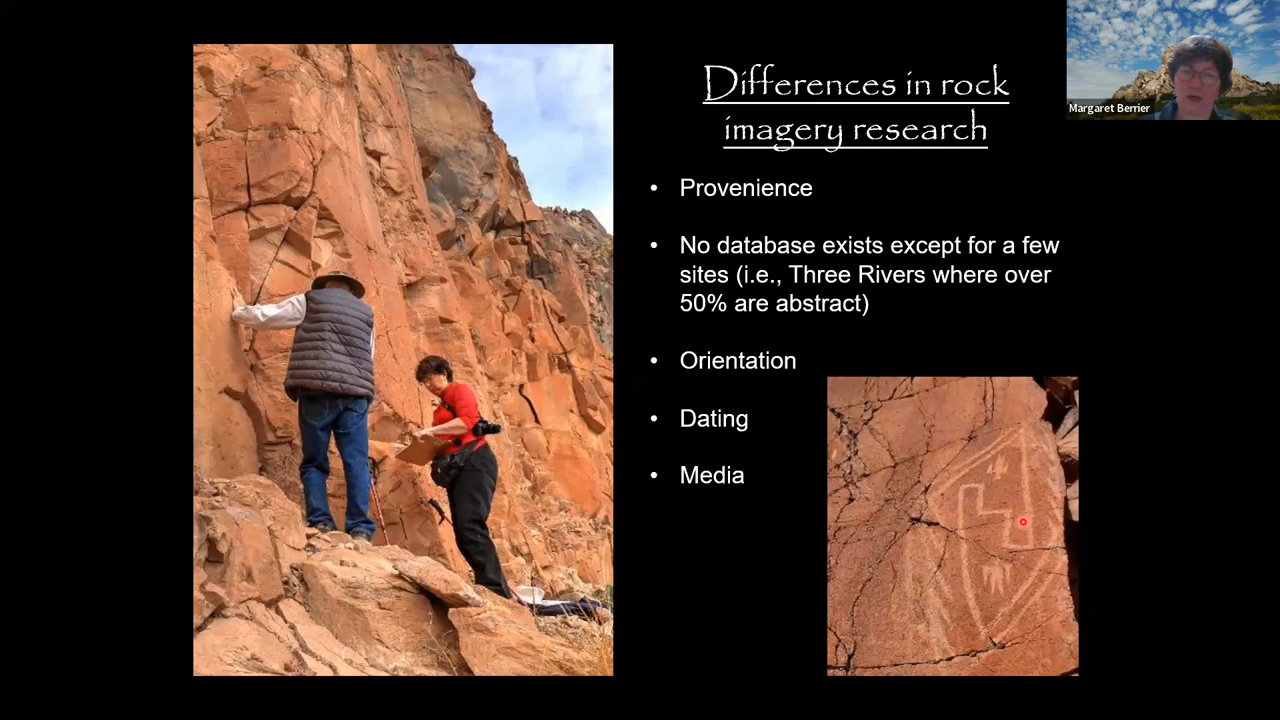 Differences in rock
imagery research
Margaret Berrier
• Provenience
• No database exists except for a few
sites (i.e., Three Rivers where over
50% are abstract)
• Orientation
• Dating
• Media